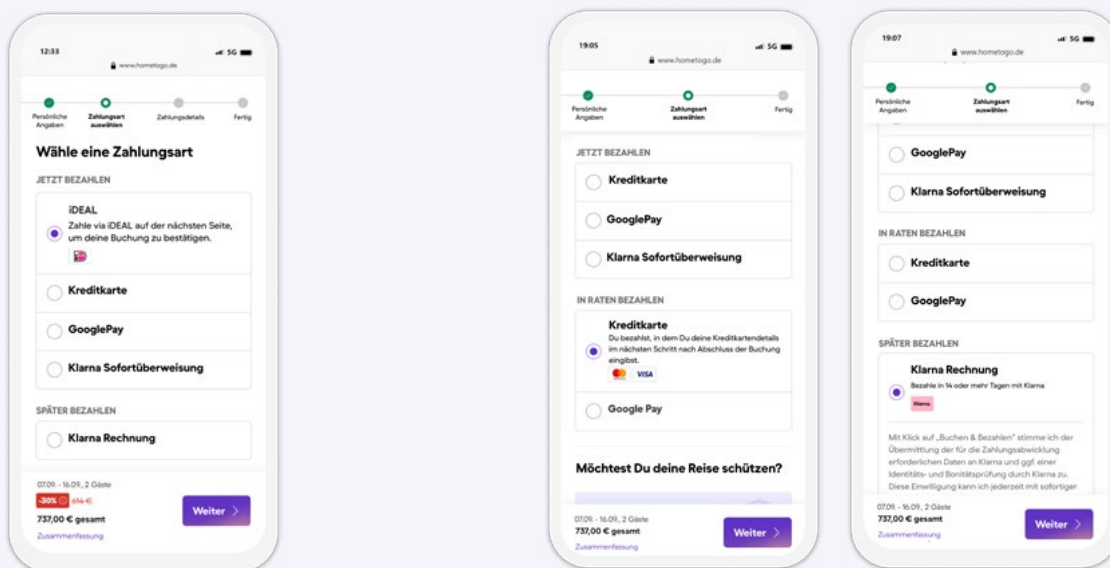 12:33
5G
www.hometogo.de
Persönliche
Angaben
Zahlungsart
auswählen
Zahlungsdetails
Fertig
Wähle eine Zahlungsart
JETZT BEZAHLEN
iDEAL
Zahle via iDEAL auf der nächsten Seite,
um deine Buchung zu bestätigen.
Kreditkarte
GooglePay
Klarna Sofortüberweisung
SPÄTER BEZAHLEN
Klarna Rechnung
07.09. - 16.09., 2 Gäste
-30% 614 €
737,00 € gesamt
Zusammenfassung
Weiter
19:05
5G
www.hometogo.de
Persönliche
Angaben
Zahlungsart
auswählen
Fertig
JETZT BEZAHLEN
Kreditkarte
GooglePay
Klarna Sofortüberweisung
IN RATEN BEZAHLEN
Kreditkarte
Du bezahlst, in dem Du deine Kreditkartendetails
im nächsten Schritt nach Abschluss der Buchung
eingibst.
VISA
Google Pay
Möchtest Du deine Reise schützen?
07.09. - 16.09., 2 Gäste
737,00 € gesamt
Zusammenfassung
Weiter
19:07
5G
www.hometogo.de
Persönliche
Angaben
Zahlungsart
auswählen
Fertig
GooglePay
Klarna Sofortüberweisung
IN RATEN BEZAHLEN
Kreditkarte
GooglePay
SPÄTER BEZAHLEN
Klarna Rechnung
Bezahle in 14 oder mehr Tagen mit Klarna
Klarna.
Mit Klick auf „Buchen & Bezahlen" stimme ich der
Übermittlung der für die Zahlungsabwicklung
erforderlichen Daten an Klarna und ggf. einer
Identitäts- und Bonitätsprüfung durch Klarna zu.
Diese Einwilligung kann ich jederzeit mit sofortiger
07.09. - 16.09., 2 Gäste
737,00 € gesamt
Zusammenfassung
Weiter